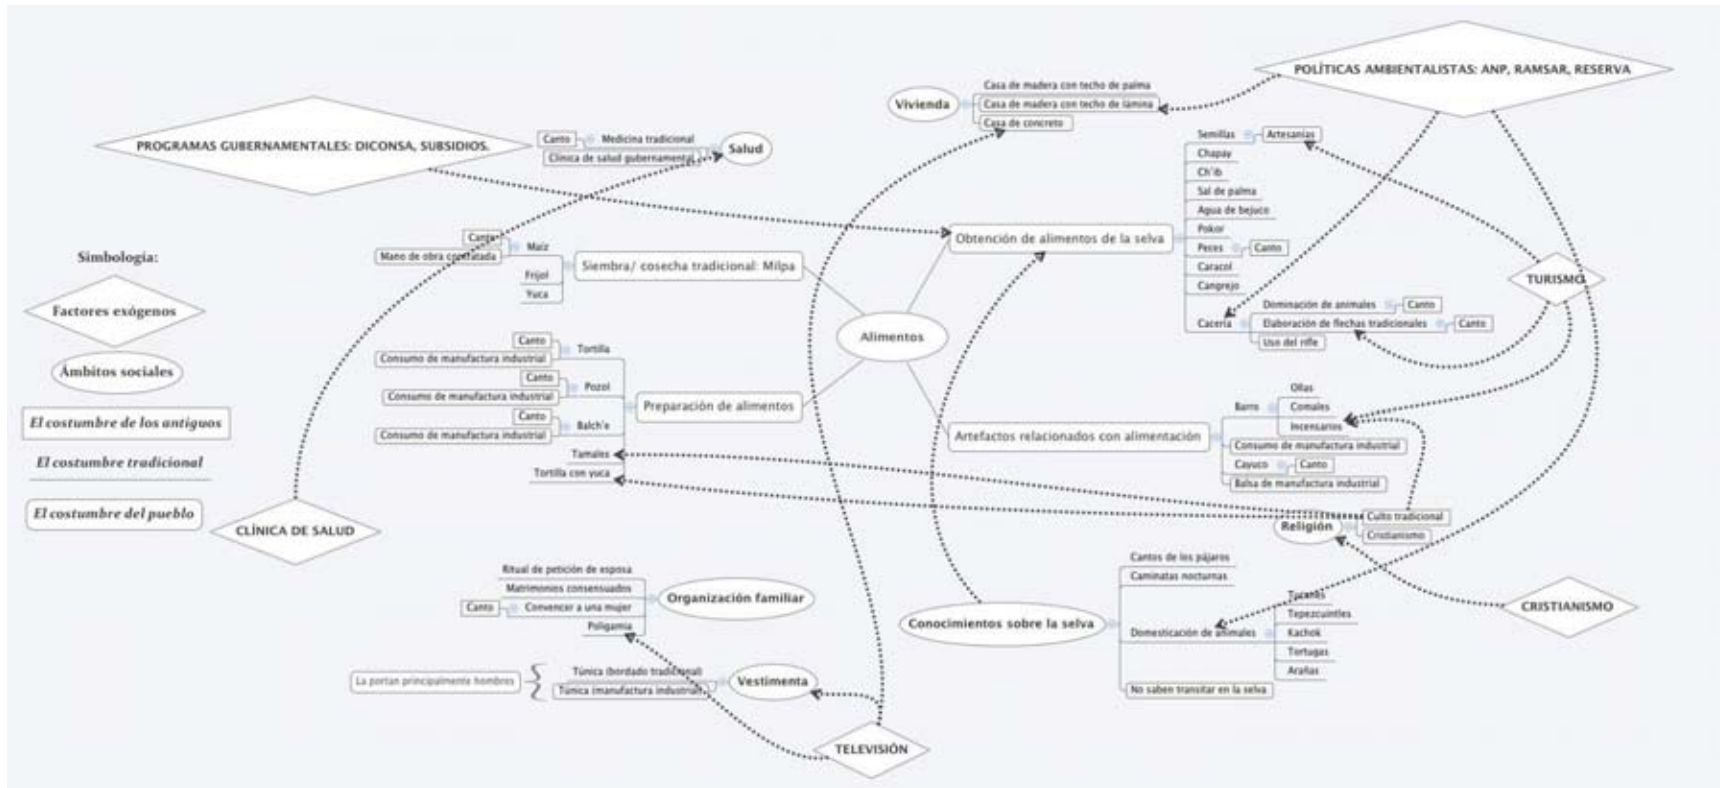 POLÍTICAS AMBIENTALISTAS: ANP, RAMSAR, RESERVA
PROGRAMAS GUBERNAMENTALES: DICONSA, SUBSIDIOS.
Vivienda
Casa de madera con techo de palma
Casa de madera con techo de lámina
Casa de concreto
Canto
Medicina tradicional
Clínica de salud gubernamental
Salud
Semillas
Artesanías
Chapay
Ch'ib
Sal de palma
Agua de bejuco
Pokor
Peces
Canto
Caracol
Cangrejo
Cacería
Dominación de animales
Canto
Elaboración de flechas tradicionales
Canto
Uso del rifle
Obtención de alimentos de la selva
TURISMO
Canto
Mano de obra contratada
Maíz
Frijol
Yuca
Siembra/ cosecha tradicional: Milpa
Simbología:
Factores exógenos
Ámbitos sociales
El costumbre de los antiguos
El costumbre tradicional
El costumbre del pueblo
Alimentos
Canto
Consumo de manufactura industrial
Tortilla
Canto
Consumo de manufactura industrial
Pozol
Canto
Consumo de manufactura industrial
Balch'e
Tamales
Tortilla con yuca
Preparación de alimentos
Artefactos relacionados con alimentación
Barro
Ollas
Comales
Incensarios
Consumo de manufactura industrial
Cayuco
Canto
Balsa de manufactura industrial
Religión
Culto tradicional
Cristianismo
CLÍNICA DE SALUD
CRISTIANISMO
Ritual de petición de esposa
Matrimonios consensuados
Canto
Convencer a una mujer
Poligamia
Organización familiar
Conocimientos sobre la selva
Cantos de los pájaros
Caminatas nocturnas
Domesticación de animales
Tucanes
Tepezcuintles
Kachok
Tortugas
Arañas
No saben transitar en la selva
La portan principalmente hombres
Túnica (bordado tradicional)
Túnica (manufactura industrial)
Vestimenta
TELEVISIÓN